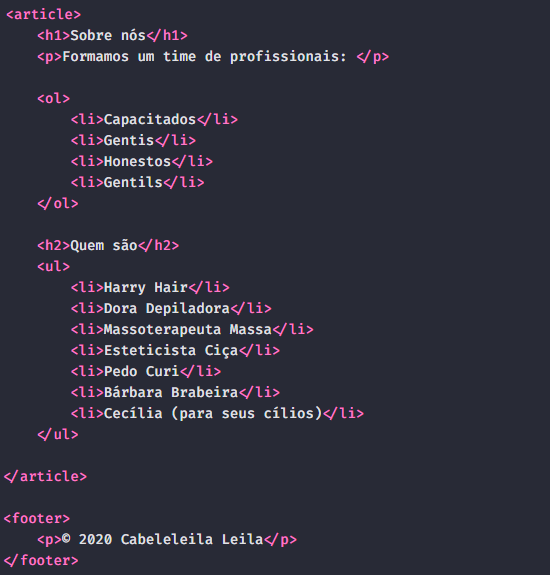 <article>
<h1>Sobre nós</h1>
<p>Formamos um time de profissionais: </p>
<ol>
<li>Capacitados</li>
<li>Gentis</li>
<li>Honestos</li>
<li>Gentils</li>
</ol>
<h2>Quem são</h2>
<ul>
<li>Harry Hair</li>
<li>Dora Depiladora</li>
<li>Massoterapeuta Massa</li>
<li>Esteticista Ciça</li>
<li>Pedo Curi</li>
<li>Bárbara Brabeira</li>
<li>Cecília (para seus cílios)</li>
</ul>
</article>
<footer>
<p>© 2020 Cabeleleila Leila</p>
</footer>